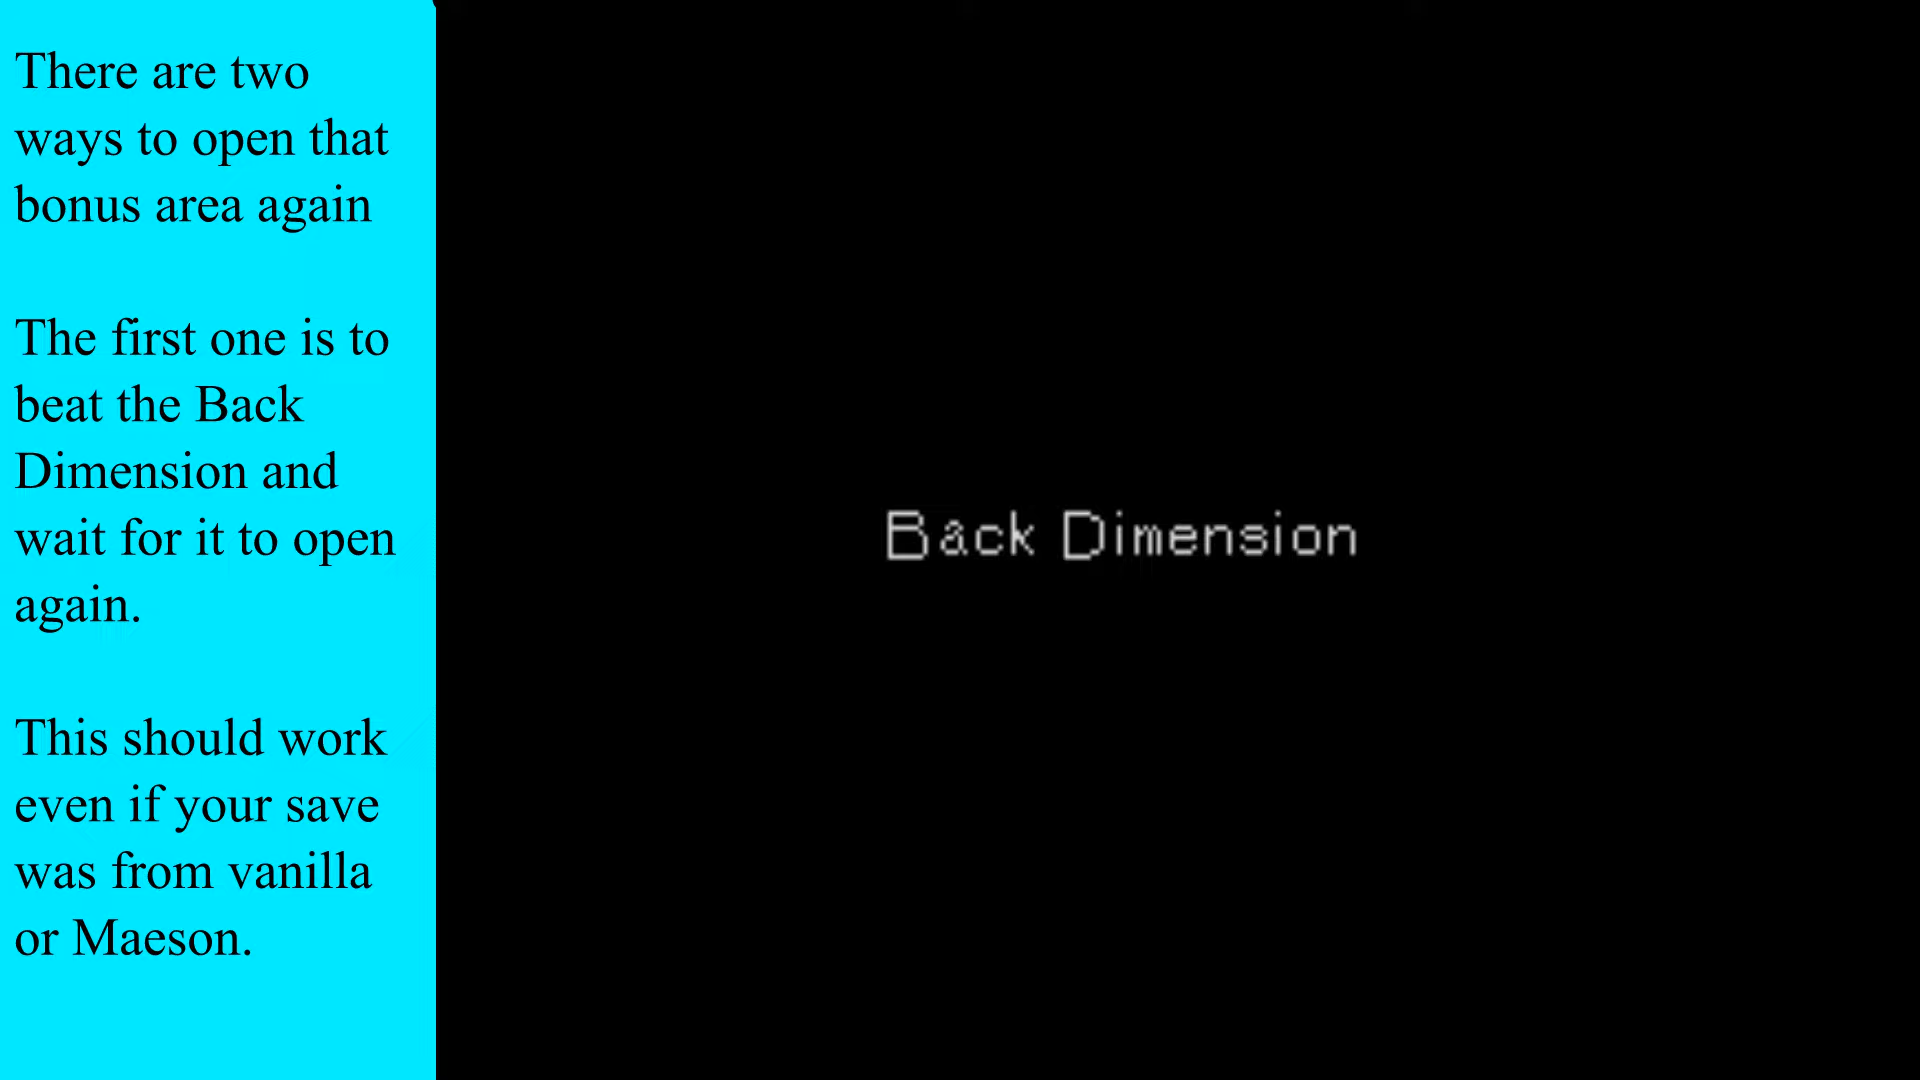 There are two
ways to open that
bonus area again
The first one is to
beat the Back
Dimension and
wait for it to open
again.
This should work
even if your save
was from vanilla
or Maeson.
Back Dimension